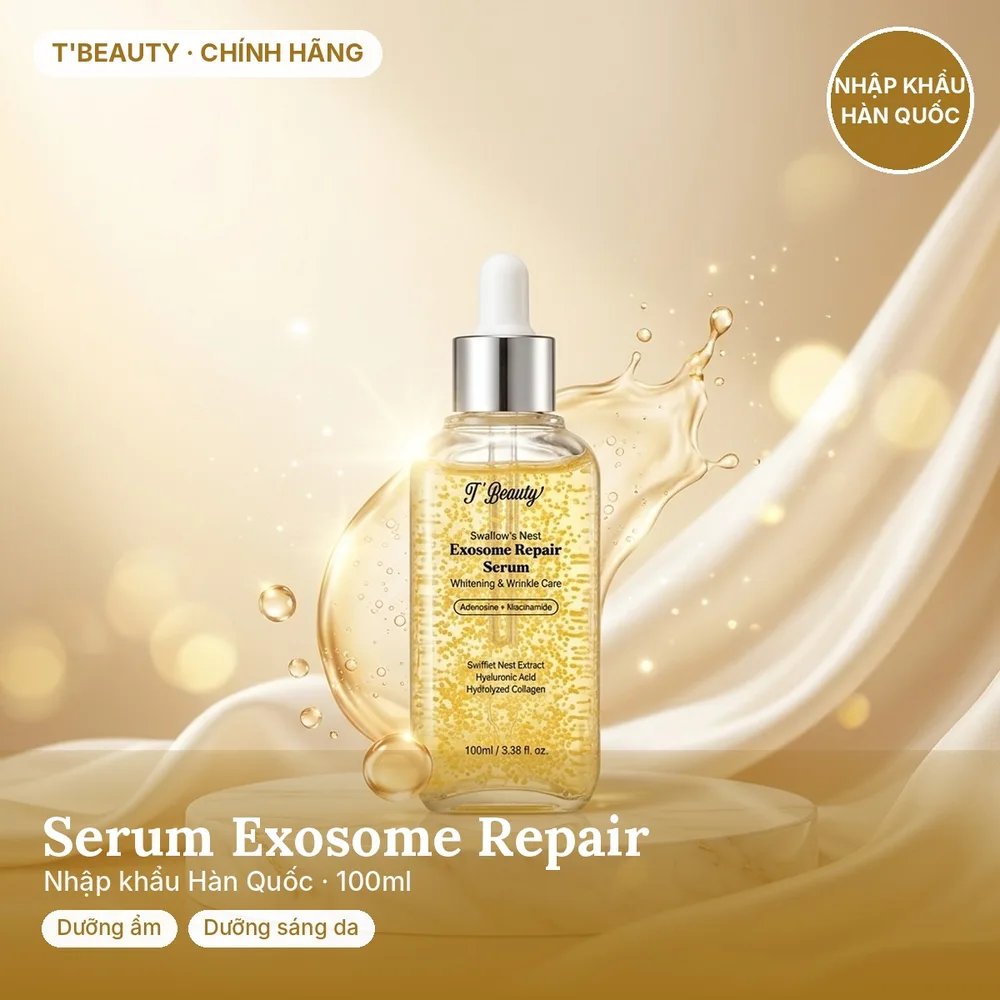 T'BEAUTY · CHÍNH HÃNG
NHẬP KHẨU
HÀN QUỐC
T'Beauty
Swallow's Nest
Exosome Repair
Serum
Whitening & Wrinkle Care
Adenosine + Niacinamide
Swiflet Nest Extract
Hyeluronic Acid
Hydrolyzed Collagen
100ml / 3.38 fl. oz.
Serum Exosome Repair
Nhập khẩu Hàn Quốc · 100ml
Dưỡng ẩm
Dưỡng sáng da